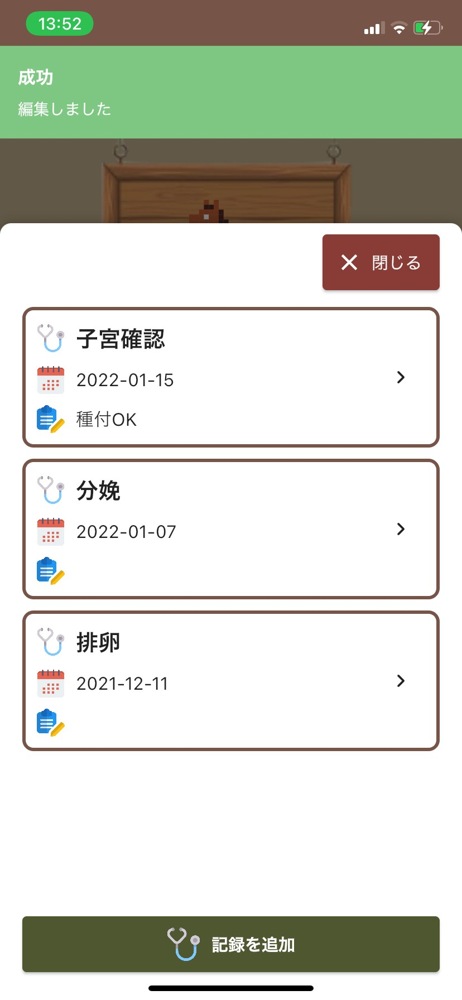 13:52
成功
編集しました
閉じる
子宮確認
2022-01-15
種付OK
分娩
2022-01-07
排卵
2021-12-11
記録を追加